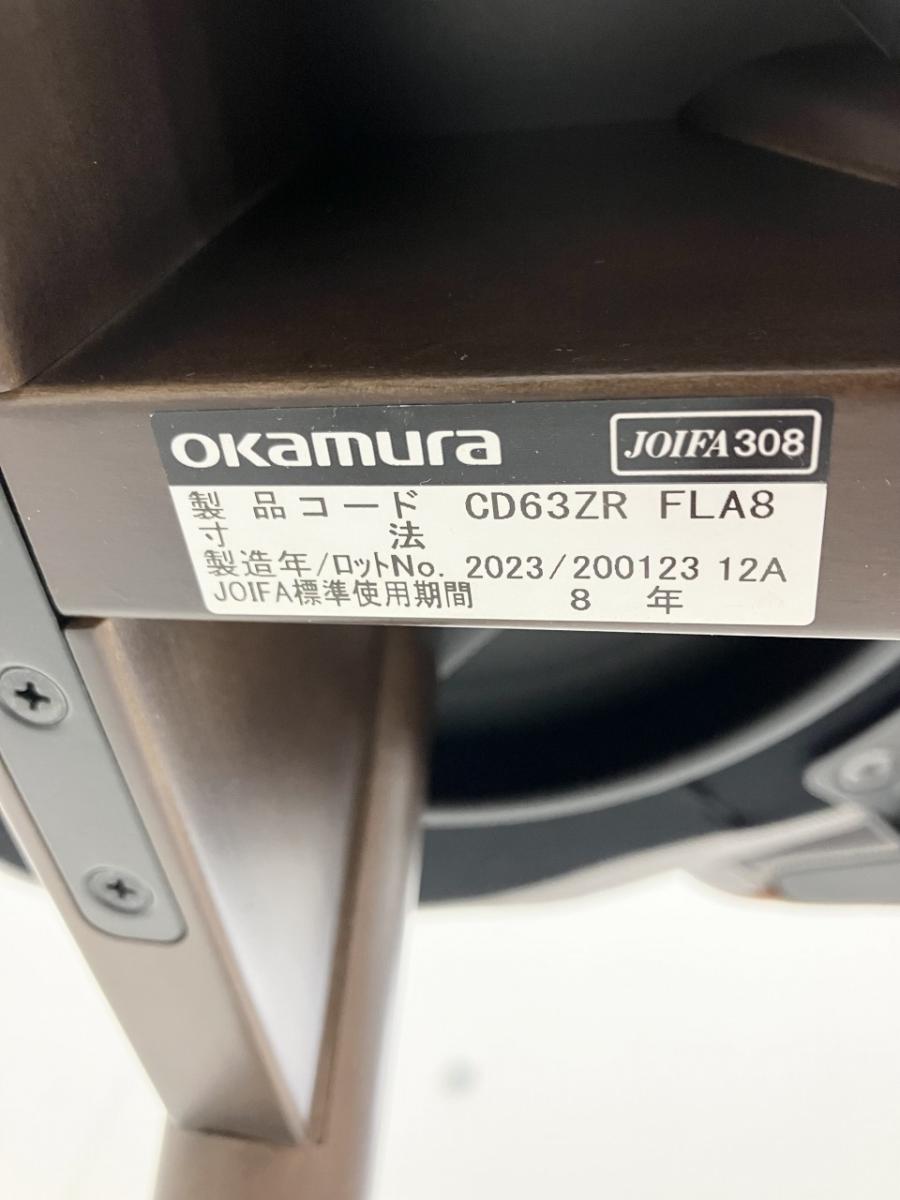 okamura JOIFA308
製品コード CD63ZR FLA8
寸法
製造年/ロットNo. 2023/200123 12A
JOIFA標準使用期間 8 年